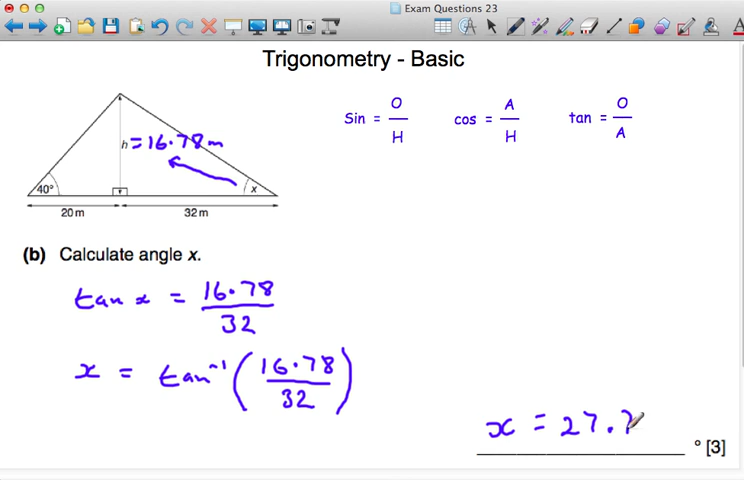 Exam Questions 23
Trigonometry - Basic
Sin = O/H cos = A/H tan = O/A
h = 16.78m
40° x
20 m 32 m
(b) Calculate angle x.
tan x = 16.78/32
x = tan⁻¹(16.78/32)
x = 27.
° [3]